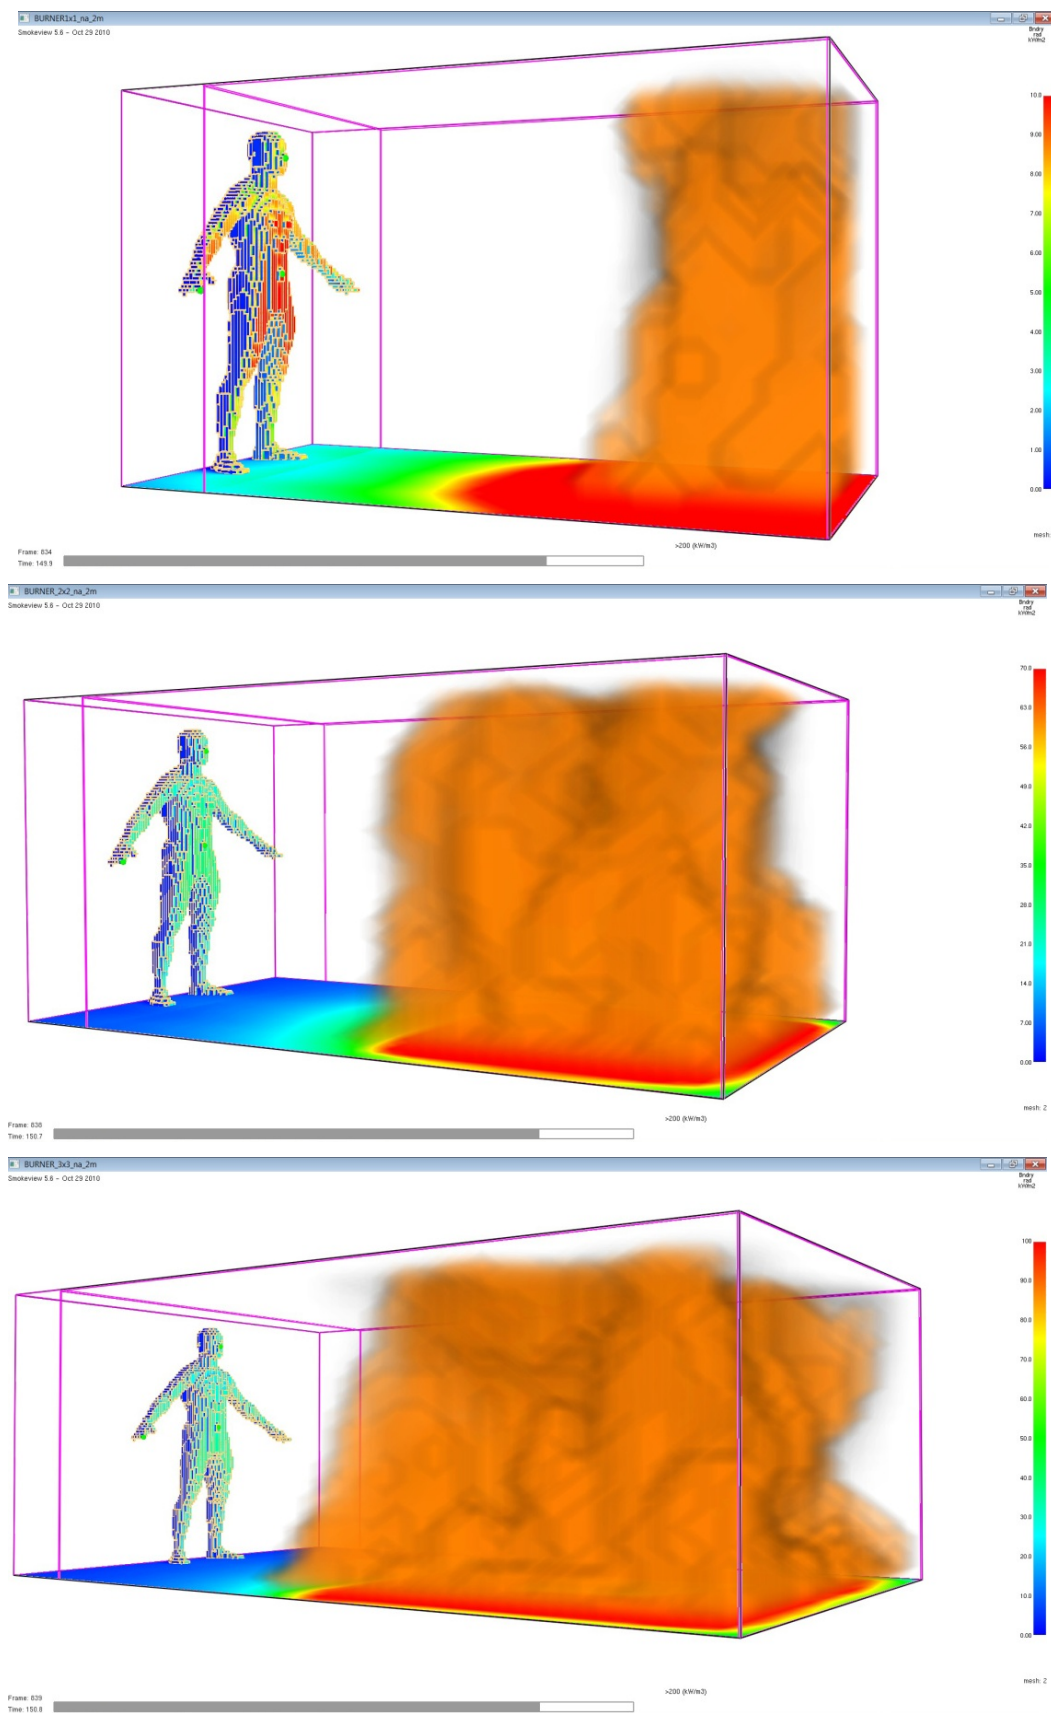 BURNER1x1_na_2m
Smokeview 5.6 - Oct 29 2010
Bndry
rad
kW/m2
10.0
9.00
8.00
7.00
6.00
5.00
4.00
3.00
2.00
1.00
0.00
mesh:
>200 (kW/m3)
Frame: 834
Time: 149.9
BURNER_2x2_na_2m
Smokeview 5.6 - Oct 29 2010
Bndry
rad
kW/m2
70.0
63.0
56.0
49.0
42.0
35.0
28.0
21.0
14.0
7.00
0.00
mesh: 2
>200 (kW/m3)
Frame: 838
Time: 150.7
BURNER_3x3_na_2m
Smokeview 5.6 - Oct 29 2010
Bndry
rad
kW/m2
100
90.0
80.0
70.0
60.0
50.0
40.0
30.0
20.0
10.0
0.00
mesh: 2
>200 (kW/m3)
Frame: 839
Time: 150.8